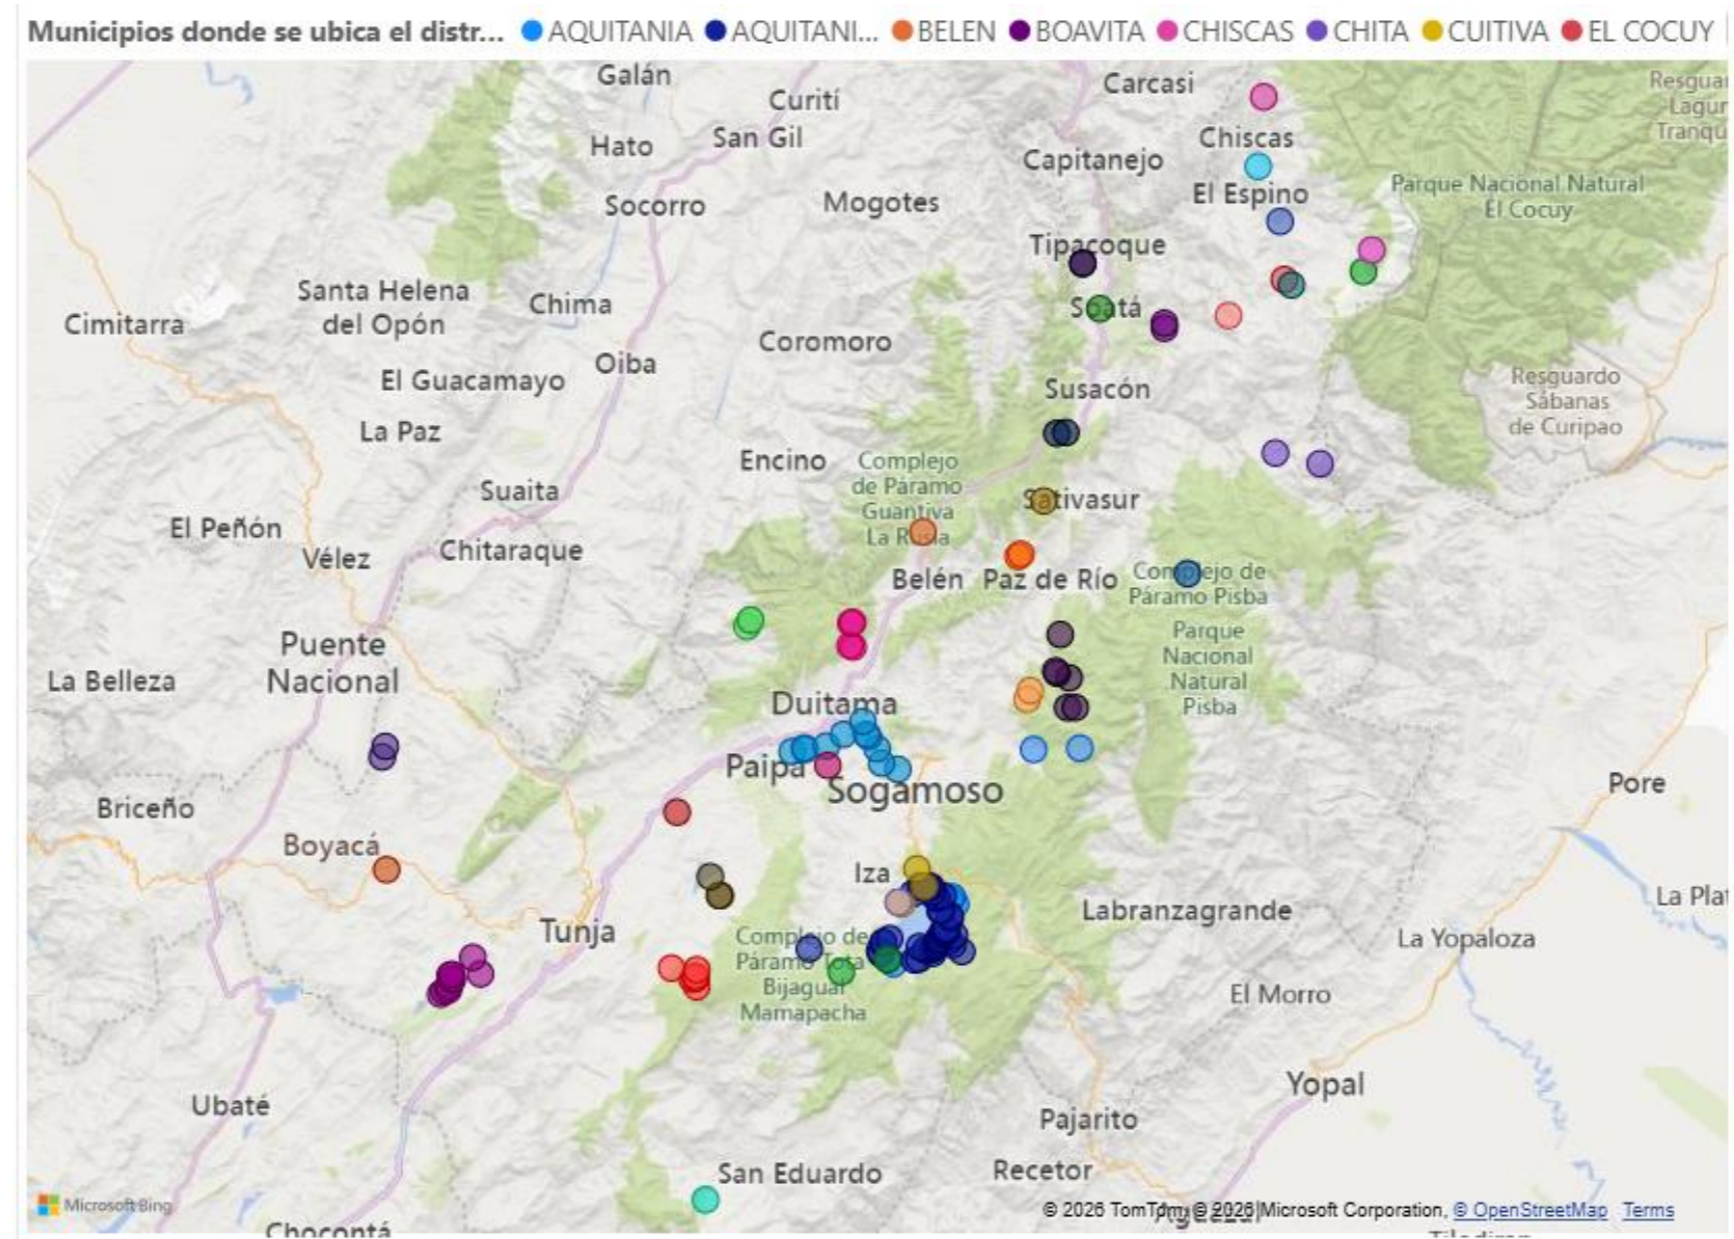 Municipios donde se ubica el distr... AQUITANIA AQUITANI... BELEN BOAVITA CHISCAS CHITA CUITIVA EL COCUY
Galán
Carcasi
Curití
San Gil
Hato
Chiscas
Capitanejo
Parque Nacional Natural
El Cocuy
El Espino
Socorro
Mogotes
Tipacoque
Santa Helena
del Opón
Chima
Cimitarra
Soatá
Coromoro
Oiba
El Guacamayo
Susacón
Resguardo
Sábanas
de Curipao
La Paz
Encino
Complejo
de Páramo
Guantiva
La Rusia
Suaita
Sativasur
El Peñón
Vélez
Chitaraque
Belén
Paz de Río
Complejo de
Páramo Pisba
Parque
Nacional
Natural
Pisba
Puente
Nacional
La Belleza
Duitama
Paipa
Sogamoso
Pore
Briceño
Boyacá
Iza
Labranzagrande
Tunja
La Yopaloza
Complejo de
Páramo Tota
Bijagual
Mamapacha
El Morro
Yopal
Ubaté
Pajarito
San Eduardo
Recetor
Microsoft Bing
© 2026 TomTom, © 2026 Microsoft Corporation, © OpenStreetMap Terms
Chocontá